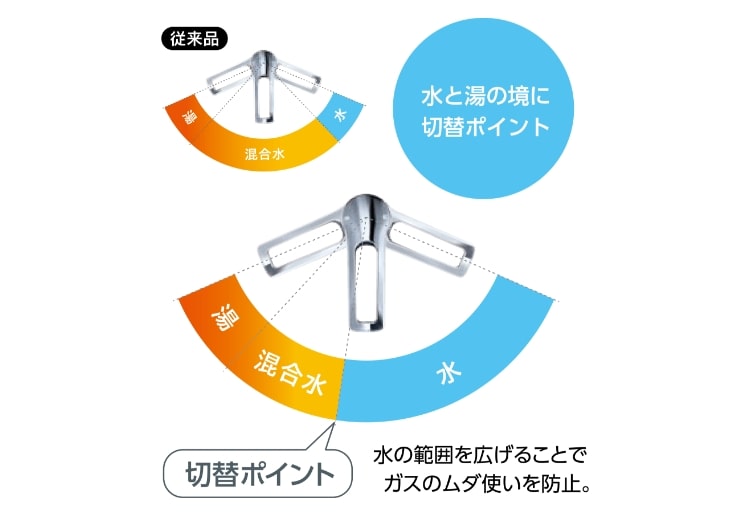 従来品
湯
混合水
水
水と湯の境に
切替ポイント
湯
混合水
水
切替ポイント
水の範囲を広げることで
ガスのムダ使いを防止。